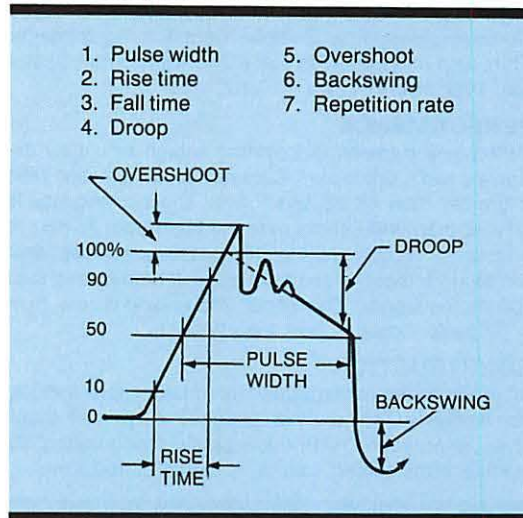 1. Pulse width
2. Rise time
3. Fall time
4. Droop
5. Overshoot
6. Backswing
7. Repetition rate
OVERSHOOT
100%
90
DROOP
50
PULSE
WIDTH
10
0
BACKSWING
RISE
TIME